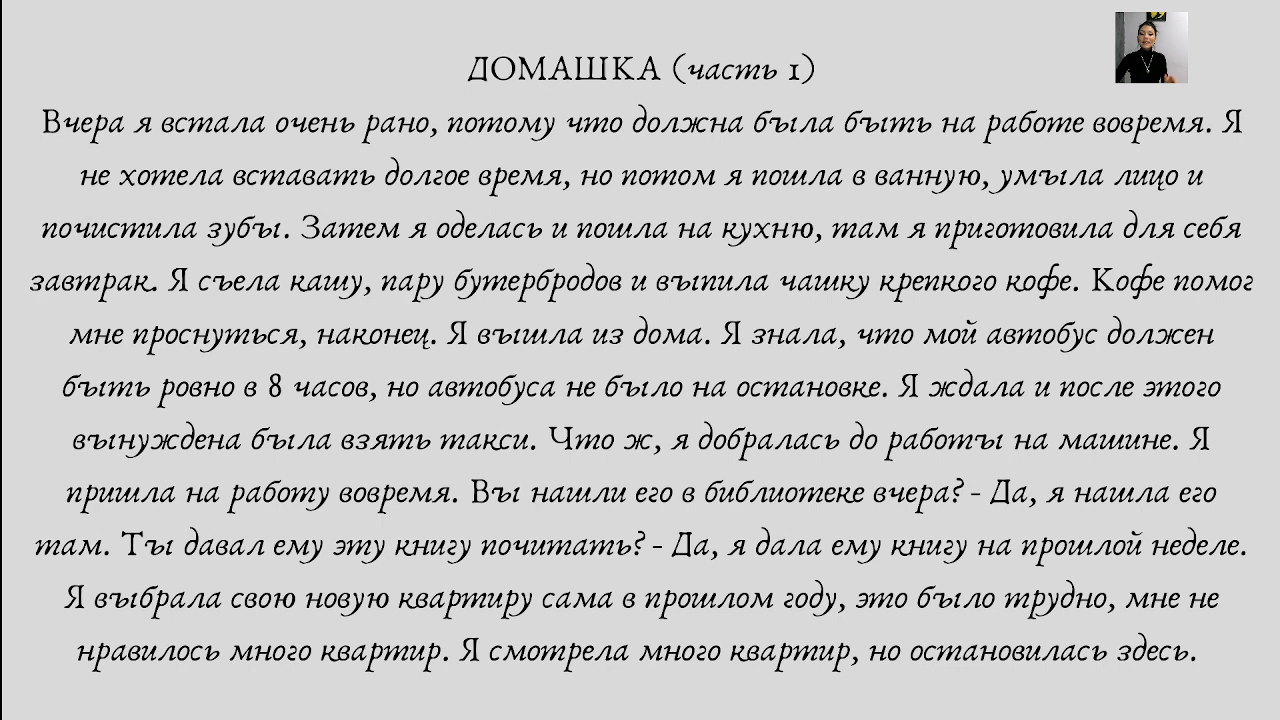 ДОМАШКА (часть 1)
Вчера я встала очень рано, потому что должна была быть на работе вовремя. Я
не хотела вставать долгое время, но потом я пошла в ванную, умыла лицо и
почистила зубы. Затем я оделась и пошла на кухню, там я приготовила для себя
завтрак. Я съела кашу, пару бутербродов и выпила чашку крепкого кофе. Кофе помог
мне проснуться, наконец. Я вышла из дома. Я знала, что мой автобус должен
быть ровно в 8 часов, но автобуса не было на остановке. Я ждала и после этого
вынуждена была взять такси. Что ж, я добралась до работы на машине. Я
пришла на работу вовремя. Вы нашли его в библиотеке вчера? - Да, я нашла его
там. Ты давал ему эту книгу почитать? - Да, я дала ему книгу на прошлой неделе.
Я выбрала свою новую квартиру сама в прошлом году, это было трудно, мне не
нравилось много квартир. Я смотрела много квартир, но остановилась здесь.